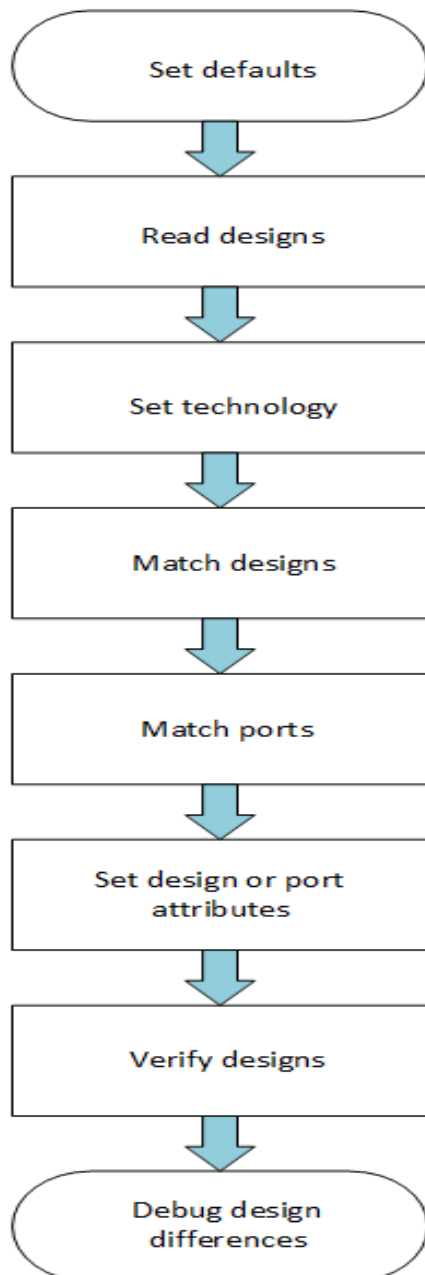 Set defaults
Read designs
Set technology
Match designs
Match ports
Set design or port
attributes
Verify designs
Debug design
differences